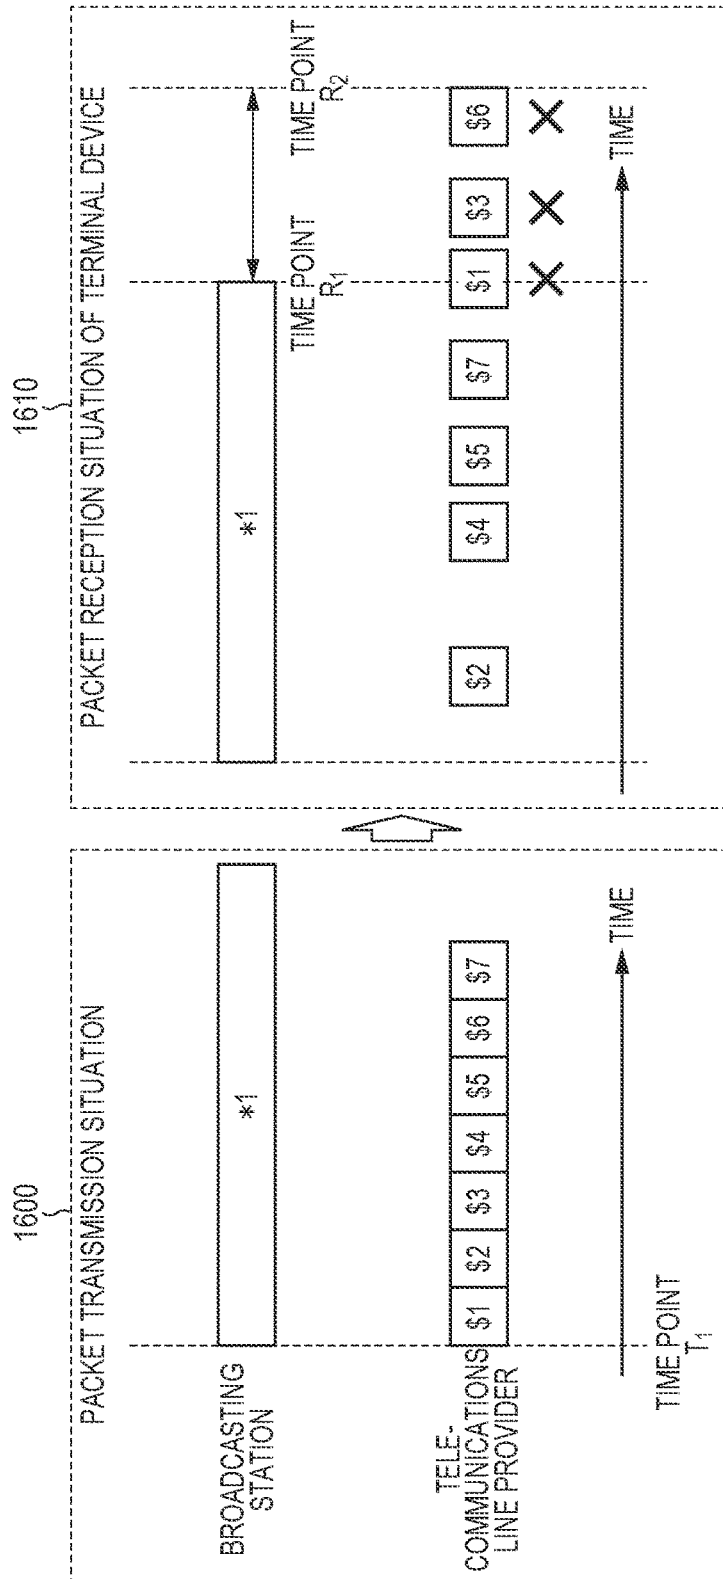 1600
PACKET TRANSMISSION SITUATION
BROADCASTING
STATION
*1
TELE-
COMMUNICATIONS
LINE PROVIDER
$1
$2
$3
$4
$5
$6
$7
TIME
TIME POINT
T1
1610
PACKET RECEPTION SITUATION OF TERMINAL DEVICE
*1
TIME POINT
R1
TIME POINT
R2
$2
$4
$5
$7
$1
$3
$6
TIME